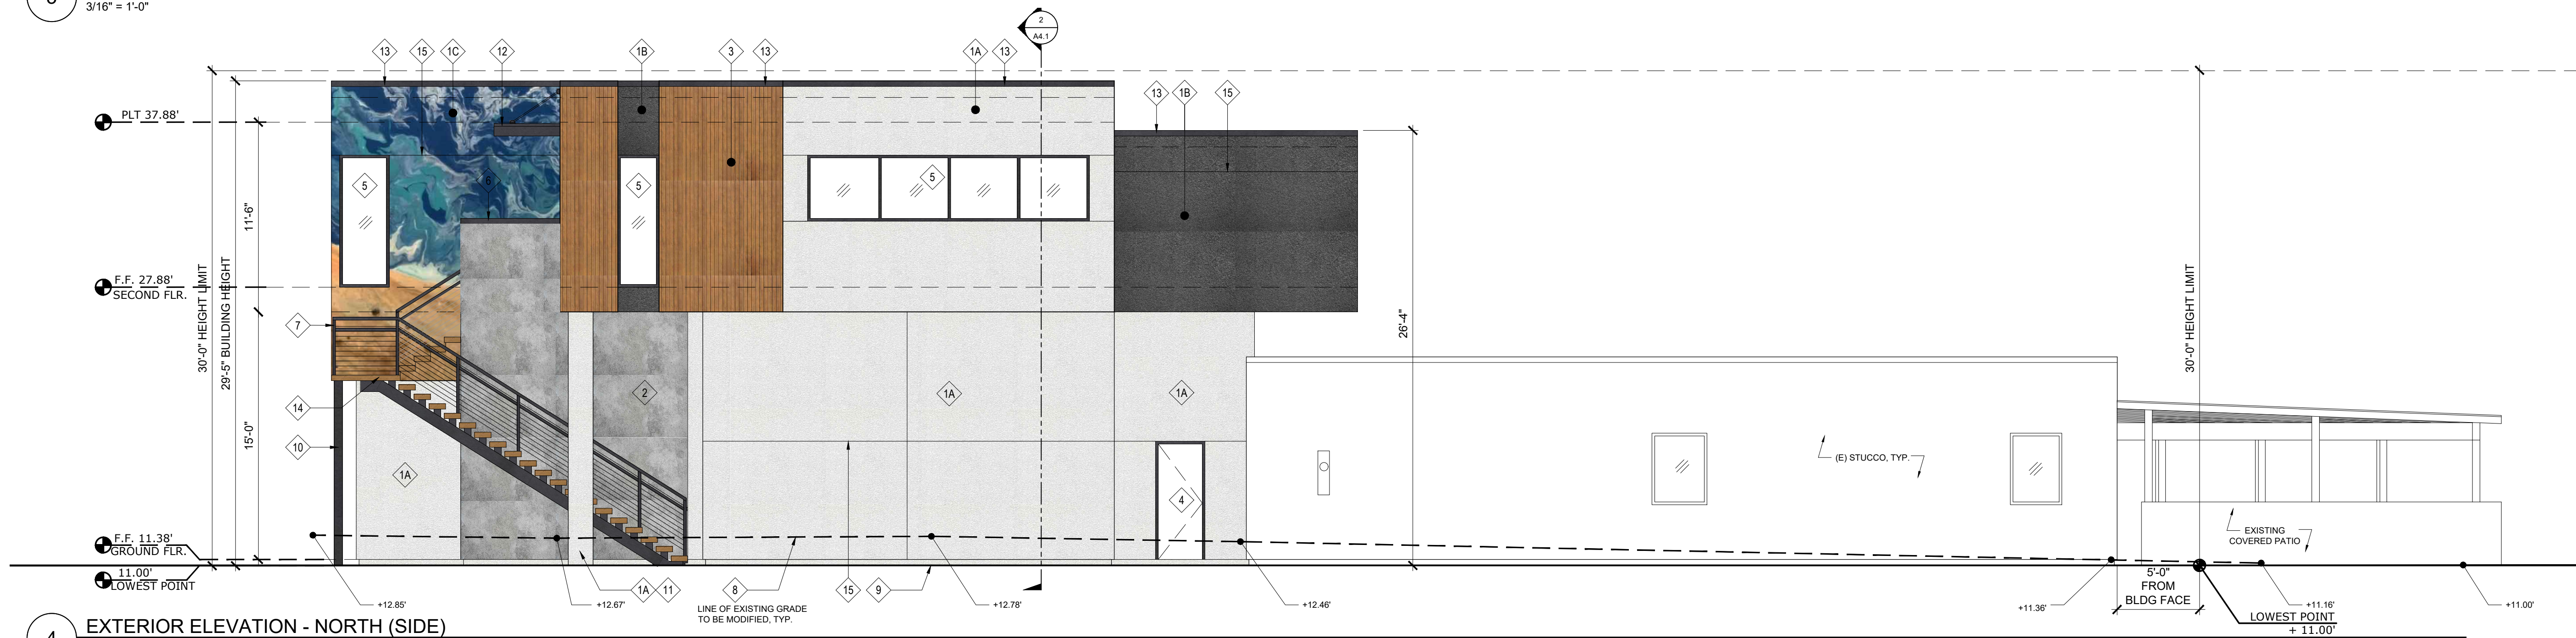 3/16" = 1'-0"
2
A4.1
13
15
1C
12
1B
3
13
1A
13
13
1B
15
PLT 37.88'
5
6
5
5
11'-6"
30'-0" HEIGHT LIMIT
29'-5" BUILDING HEIGHT
F.F. 27.88'
SECOND FLR.
7
26'-4"
30'-0" HEIGHT LIMIT
14
2
1A
1A
15'-0"
10
1A
(E) STUCCO, TYP.
4
EXISTING
COVERED PATIO
F.F. 11.38'
GROUND FLR.
11.00'
LOWEST POINT
5'-0"
FROM
BLDG FACE
1A
11
8
15
9
+12.85'
+12.67'
LINE OF EXISTING GRADE
TO BE MODIFIED, TYP.
+12.78'
+12.46'
+11.36'
+11.16'
+11.00'
LOWEST POINT
+ 11.00'
EXTERIOR ELEVATION - NORTH (SIDE)